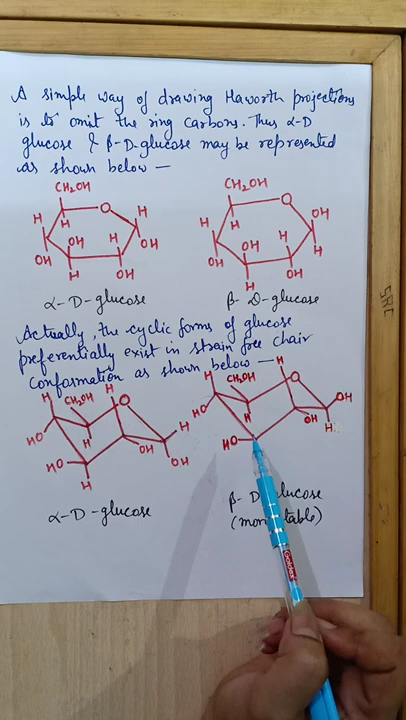 A simple way of drawing Haworth projections
is to omit the ring carbons. Thus α-D
glucose & β-D-glucose may be represented
as shown below —
CH₂OH
O
H
H
H
OH
H
OH
OH
H
OH
CH₂OH
O
OH
H
H
OH
H
H
OH
H
OH
α-D-glucose
β-D-glucose
Actually, the cyclic forms of glucose
preferentially exist in strain free chair
conformation as shown below —
H
CH₂OH
O
H
HO
H
H
HO
OH
OH
H
H
CH₂OH
H
O
HO
H
OH
HO
OH
H
α-D-glucose
β-D-glucose